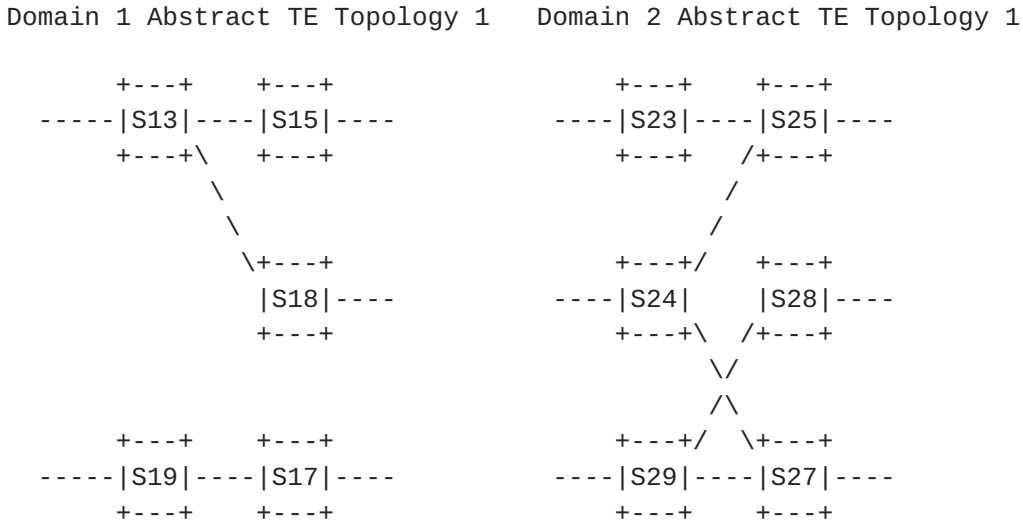 Domain 1 Abstract TE Topology 1   Domain 2 Abstract TE Topology 1

       +---+    +---+                  +---+    +---+
  -----|S13|----|S15|----          ----|S23|----|S25|----
       +---+\   +---+                  +---+   /+---+
             \                                /
              \                              /
               \+---+                  +---+/   +---+
                |S18|----          ----|S24|    |S28|----
                +---+                  +---+\  /+---+
                                             \/
                                             /\
       +---+    +---+                  +---+/  \+---+
  -----|S19|----|S17|----          ----|S29|----|S27|----
       +---+    +---+                  +---+    +---+